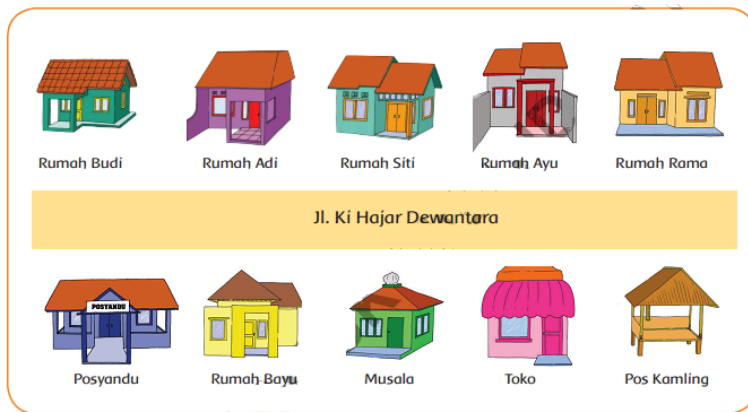 Rumah Budi
Rumah Adi
Rumah Siti
Rumah Ayu
Rumah Rama
Jl. Ki Hajar Dewantara
POSYANDU
Posyandu
Rumah Bayu
Musala
Toko
Pos Kamling